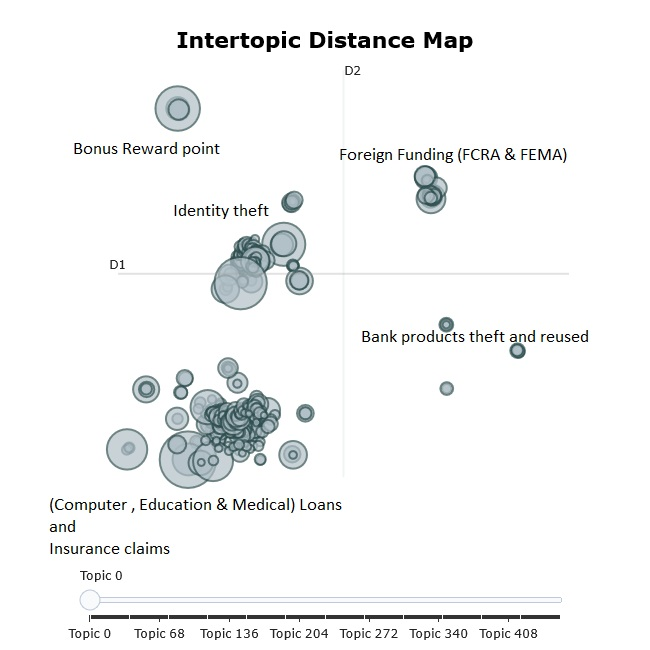 Intertopic Distance Map
D2
Bonus Reward point
Foreign Funding (FCRA & FEMA)
Identity theft
D1
Bank products theft and reused
(Computer , Education & Medical) Loans
and
Insurance claims
Topic 0
Topic 0 Topic 68 Topic 136 Topic 204 Topic 272 Topic 340 Topic 408